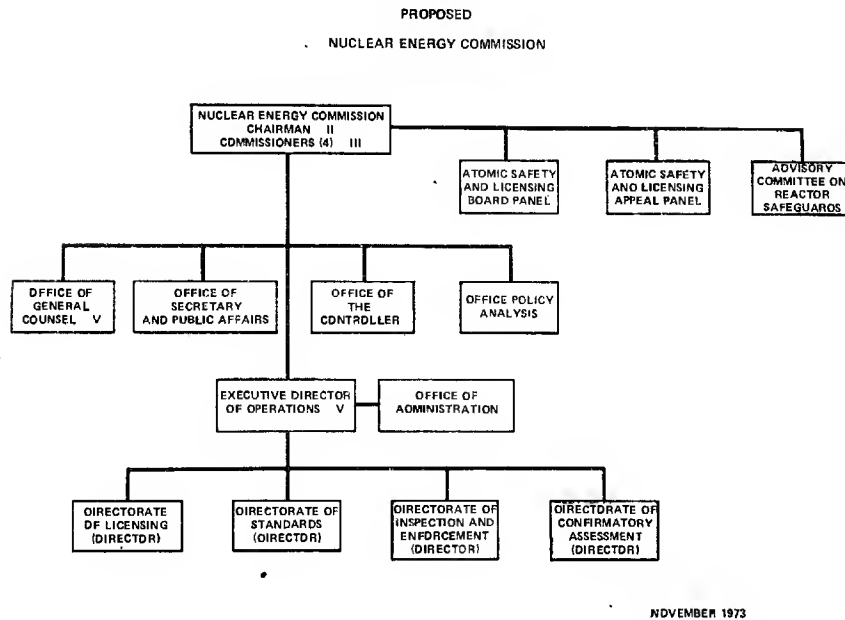 PROPOSED
NUCLEAR ENERGY COMMISSION
NUCLEAR ENERGY COMMISSION
CHAIRMAN II
COMMISSIONERS (4) III
ATOMIC SAFETY
AND LICENSING
BOARD PANEL
ATOMIC SAFETY
AND LICENSING
APPEAL PANEL
ADVISORY
COMMITTEE ON
REACTOR
SAFEGUARDS
OFFICE OF
GENERAL
COUNSEL V
OFFICE OF
SECRETARY
AND PUBLIC AFFAIRS
OFFICE OF
THE
CONTROLLER
OFFICE POLICY
ANALYSIS
EXECUTIVE DIRECTOR
OF OPERATIONS V
OFFICE OF
ADMINISTRATION
DIRECTORATE
OF LICENSING
(DIRECTOR)
DIRECTORATE OF
STANDARDS
(DIRECTOR)
DIRECTORATE OF
INSPECTION AND
ENFORCEMENT
(DIRECTOR)
DIRECTORATE OF
CONFIRMATORY
ASSESSMENT
(DIRECTOR)
NOVEMBER 1973